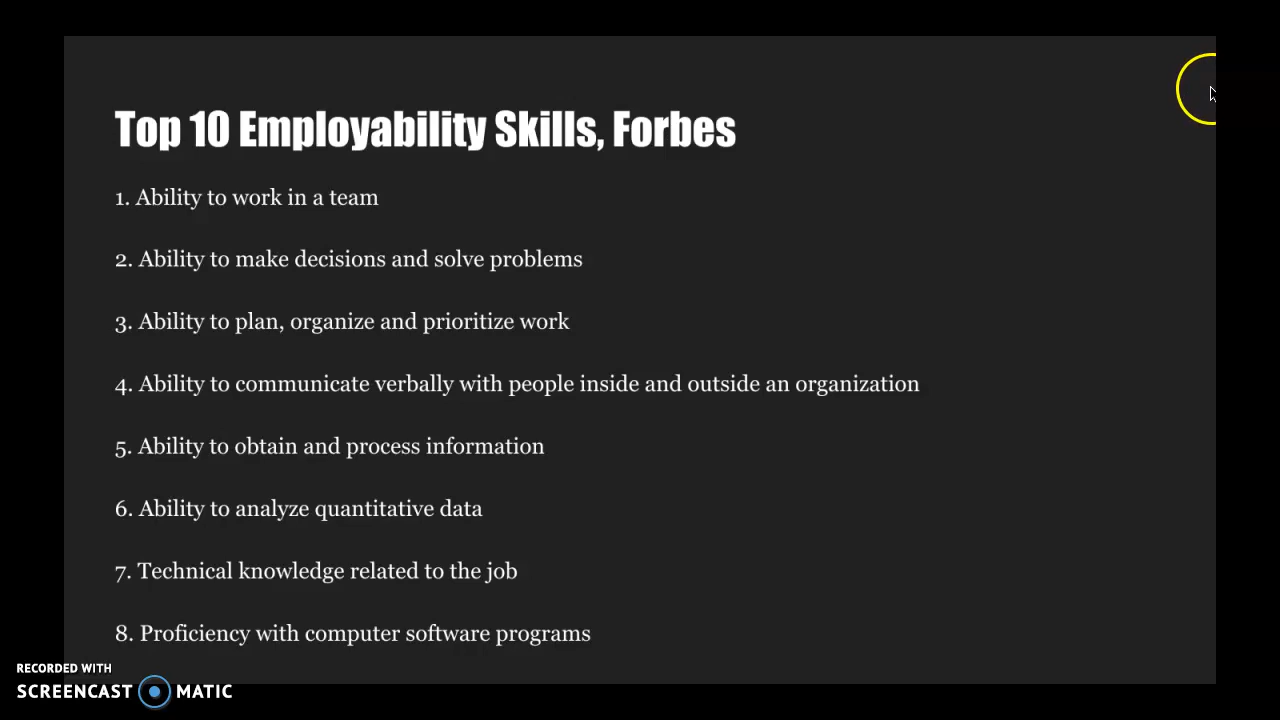 Top 10 Employability Skills, Forbes
1. Ability to work in a team
2. Ability to make decisions and solve problems
3. Ability to plan, organize and prioritize work
4. Ability to communicate verbally with people inside and outside an organization
5. Ability to obtain and process information
6. Ability to analyze quantitative data
7. Technical knowledge related to the job
8. Proficiency with computer software programs
RECORDED WITH
SCREENCAST MATIC